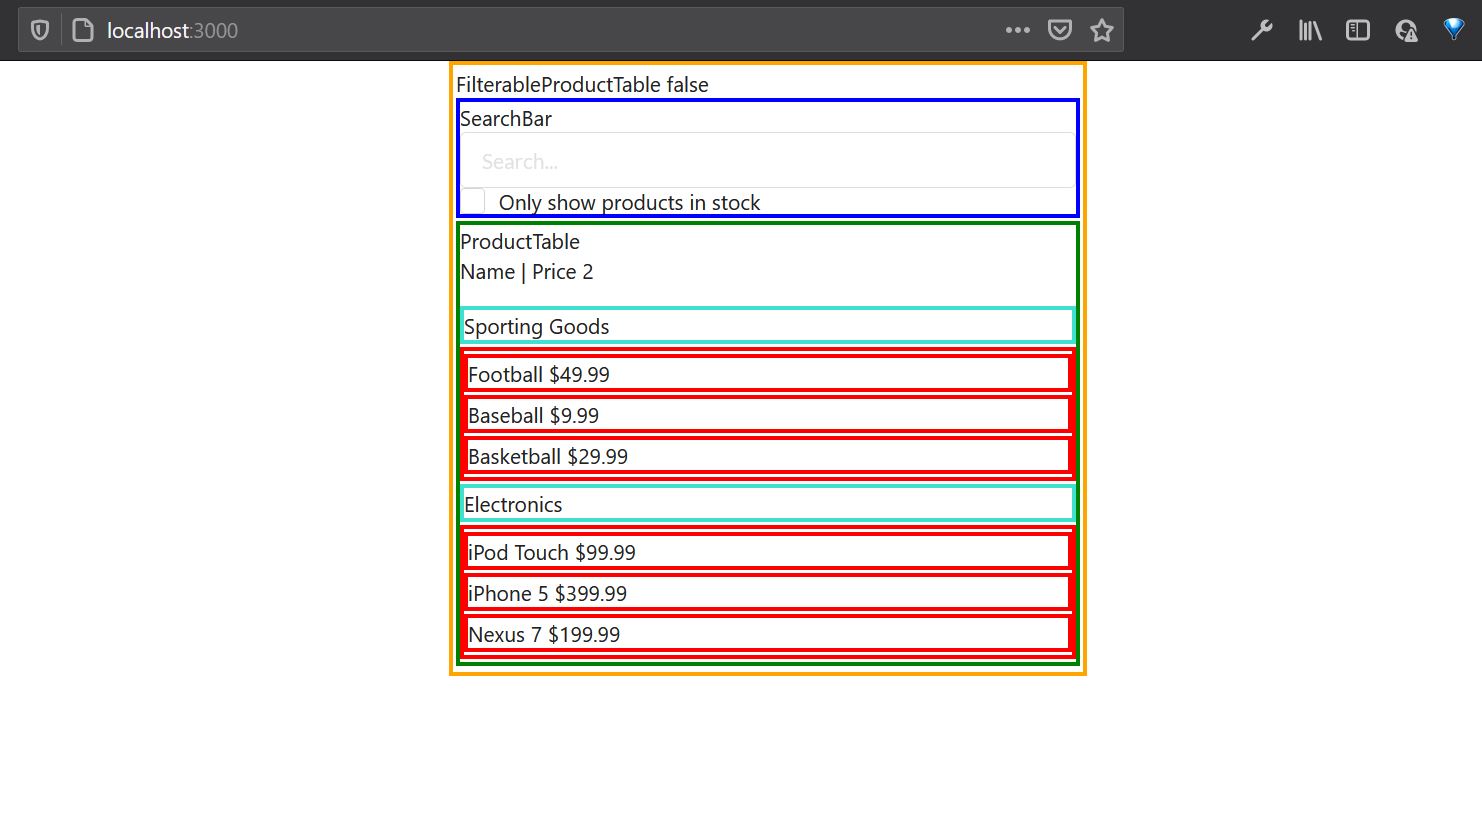 localhost:3000
FilterableProductTable false
SearchBar
Search...
Only show products in stock
ProductTable
Name | Price 2
Sporting Goods
Football $49.99
Baseball $9.99
Basketball $29.99
Electronics
iPod Touch $99.99
iPhone 5 $399.99
Nexus 7 $199.99